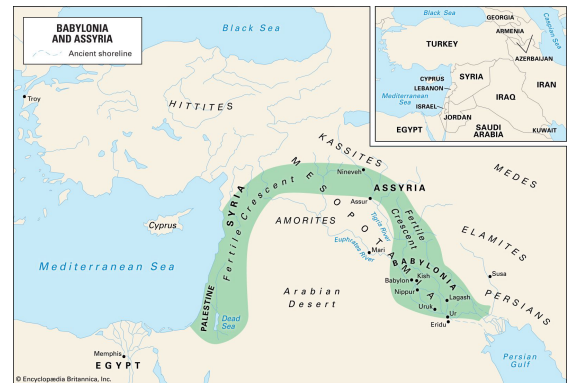 BABYLONIA
AND ASSYRIA
Ancient shoreline
Black Sea
Troy
HITTITES
KASSITES
MEDES
MESOPOTAMIA
Nineveh
ASSYRIA
Assur
SYRIA
Fertile Crescent
AMORITES
Tigris River
Fertile
Crescent
Cyprus
Euphrates River
Mari
ELAMITES
Mediterranean Sea
BABYLONIA
Babylon
Kish
Susa
Arabian
Desert
Nippur
Lagash
PERSIANS
PALESTINE
Dead
Sea
Uruk
Ur
Eridu
Memphis
EGYPT
Persian
Gulf
© Encyclopædia Britannica, Inc.
Black Sea
GEORGIA
Caspian Sea
ARMENIA
TURKEY
AZERBAIJAN
CYPRUS
SYRIA
LEBANON
IRAN
Mediterranean
Sea
IRAQ
ISRAEL
JORDAN
EGYPT
SAUDI
ARABIA
KUWAIT